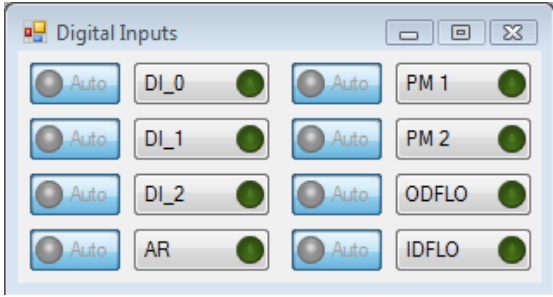 Digital Inputs
Auto DI_0 Auto PM 1
Auto DI_1 Auto PM 2
Auto DI_2 Auto ODFLO
Auto AR Auto IDFLO